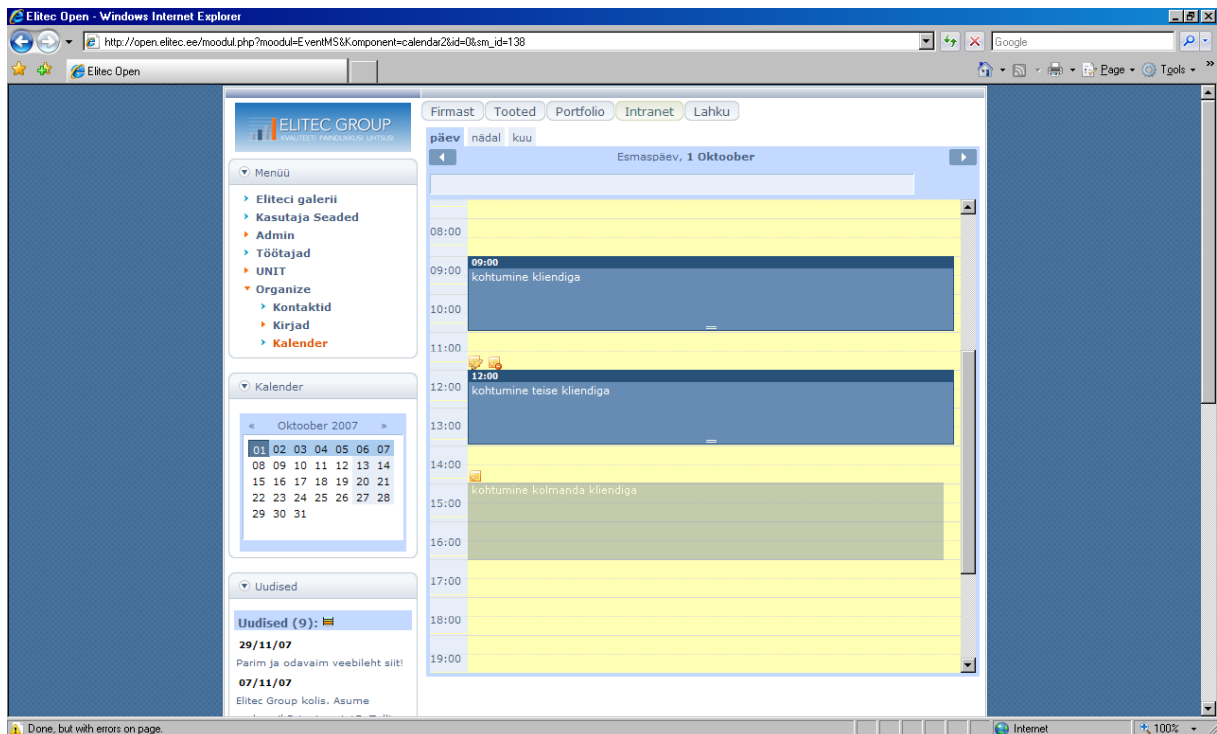 Elitec Open - Windows Internet Explorer
http://open.elitec.ee/moodul.php?moodul=EventMS&Komponent=calendar2&id=0&sm_id=138
Google
Elitec Open
Page
Tools
ELITEC GROUP
KVALITEETI PAINDLIKKUSI UHTSUSI
Menüü
Eliteci galerii
Kasutaja Seaded
Admin
Töötajad
UNIT
Organize
Kontaktid
Kirjad
Kalender
Kalender
« Oktoober 2007 »
01 02 03 04 05 06 07
08 09 10 11 12 13 14
15 16 17 18 19 20 21
22 23 24 25 26 27 28
29 30 31
Uudised
Uudised (9):
29/11/07
Parim ja odavaim veebileht siit!
07/11/07
Elitec Group kolis. Asume
Firmast Tooted Portfolio Intranet Lahku
päev nädal kuu
Esmaspäev, 1 Oktoober
08:00
09:00
09:00
kohtumine kliendiga
10:00
11:00
12:00
12:00
kohtumine teise kliendiga
13:00
14:00
kohtumine kolmanda kliendiga
15:00
16:00
17:00
18:00
19:00
Done, but with errors on page.
Internet
100%